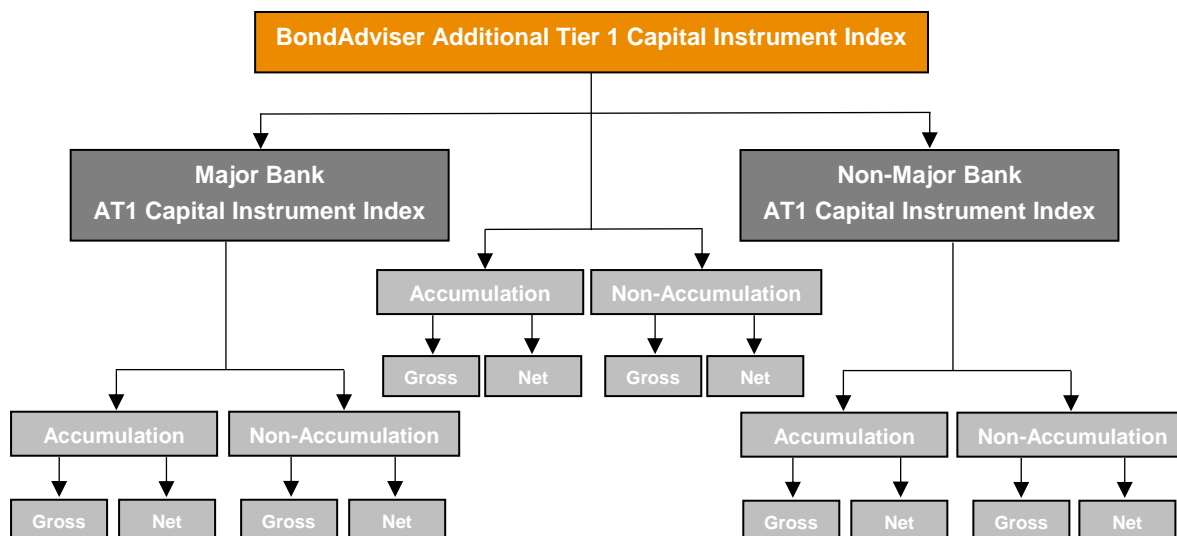 BondAdviser Additional Tier 1 Capital Instrument Index
Major Bank
AT1 Capital Instrument Index
Non-Major Bank
AT1 Capital Instrument Index
Accumulation
Non-Accumulation
Gross
Net
Gross
Net
Accumulation
Non-Accumulation
Gross
Net
Gross
Net
Accumulation
Non-Accumulation
Gross
Net
Gross
Net